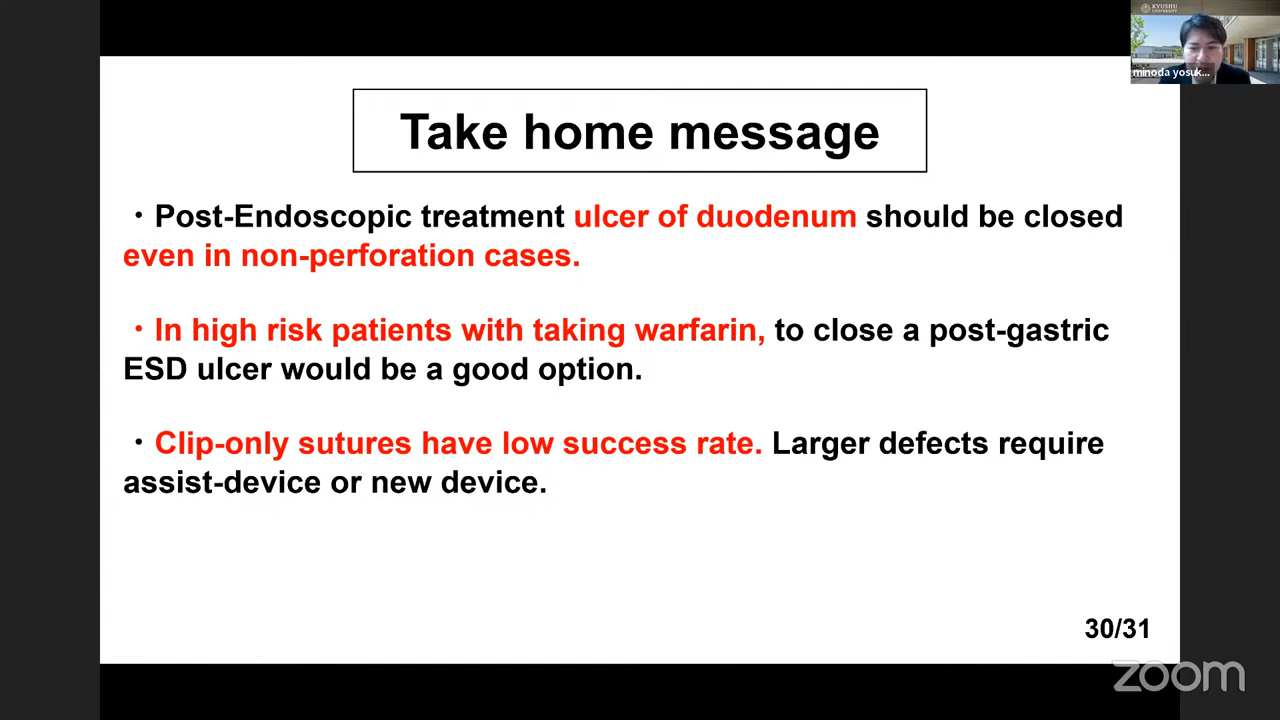 KYUSHU
UNIVERSITY
minoda yosuk...
Take home message
・Post-Endoscopic treatment ulcer of duodenum should be closed
even in non-perforation cases.
・In high risk patients with taking warfarin, to close a post-gastric
ESD ulcer would be a good option.
・Clip-only sutures have low success rate. Larger defects require
assist-device or new device.
30/31
zoom